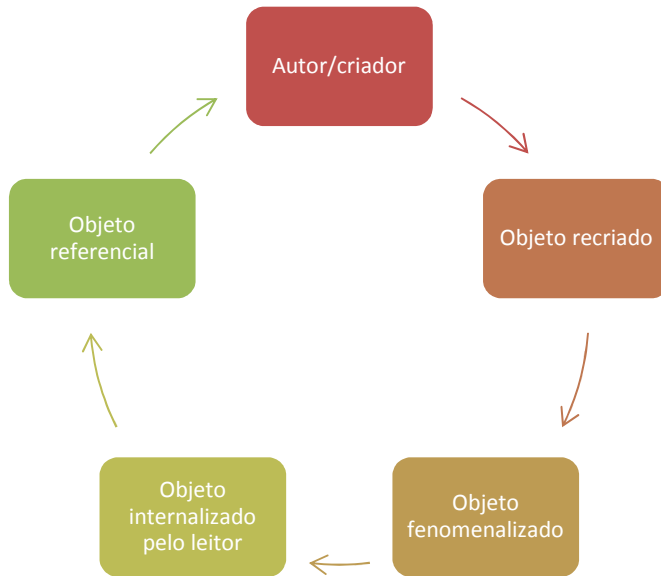 Autor/criador
Objeto recriado
Objeto
fenomenalizado
Objeto
internalizado
pelo leitor
Objeto
referencial